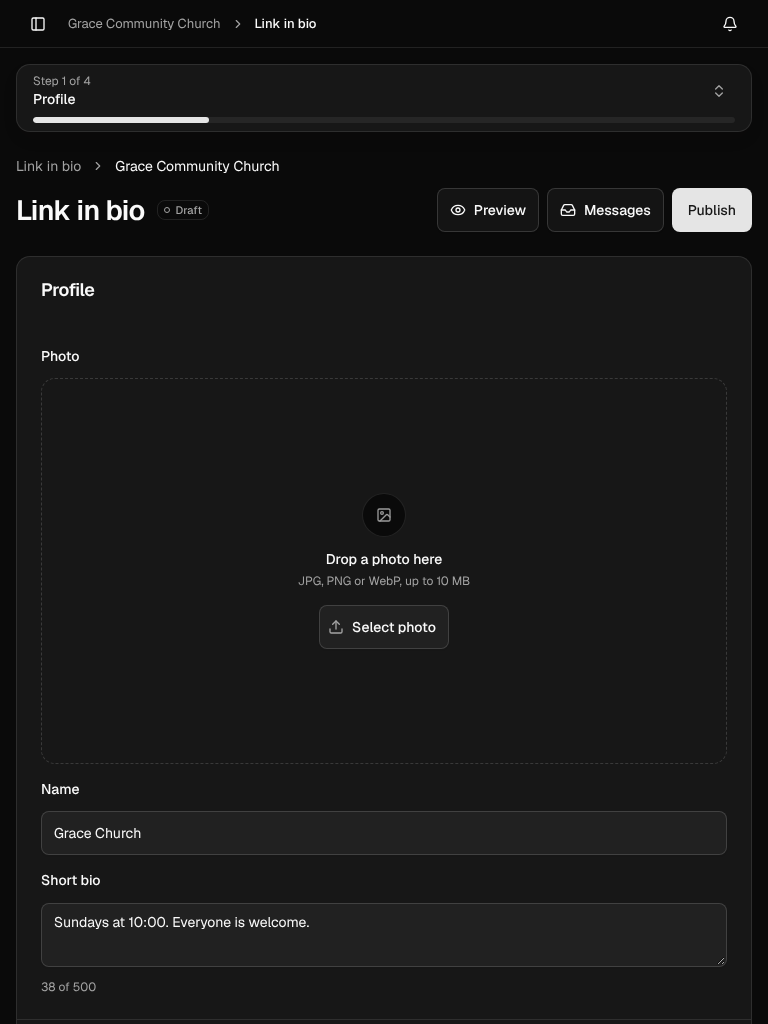 Grace Community Church
Link in bio
Step 1 of 4
Profile
Link in bio
Grace Community Church
Link in bio
Draft
Preview
Messages
Publish
Profile
Photo
Drop a photo here
JPG, PNG or WebP, up to 10 MB
Select photo
Name
Grace Church
Short bio
Sundays at 10:00. Everyone is welcome.
38 of 500